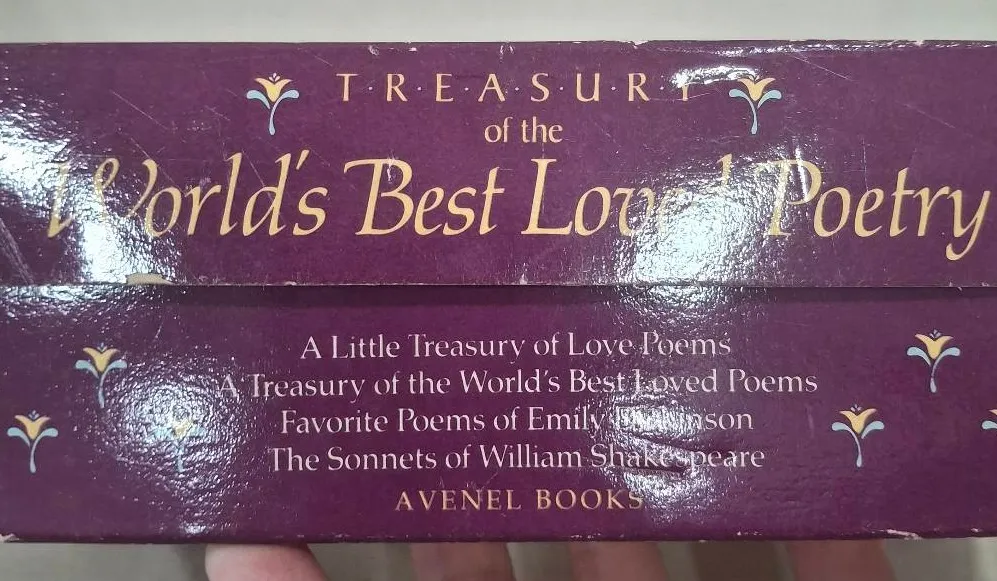 T·R·E·A·S·U·R·Y
of the
World's Best Loved Poetry
A Little Treasury of Love Poems
A Treasury of the World's Best Loved Poems
Favorite Poems of Emily Dickinson
The Sonnets of William Shakespeare
AVENEL BOOKS